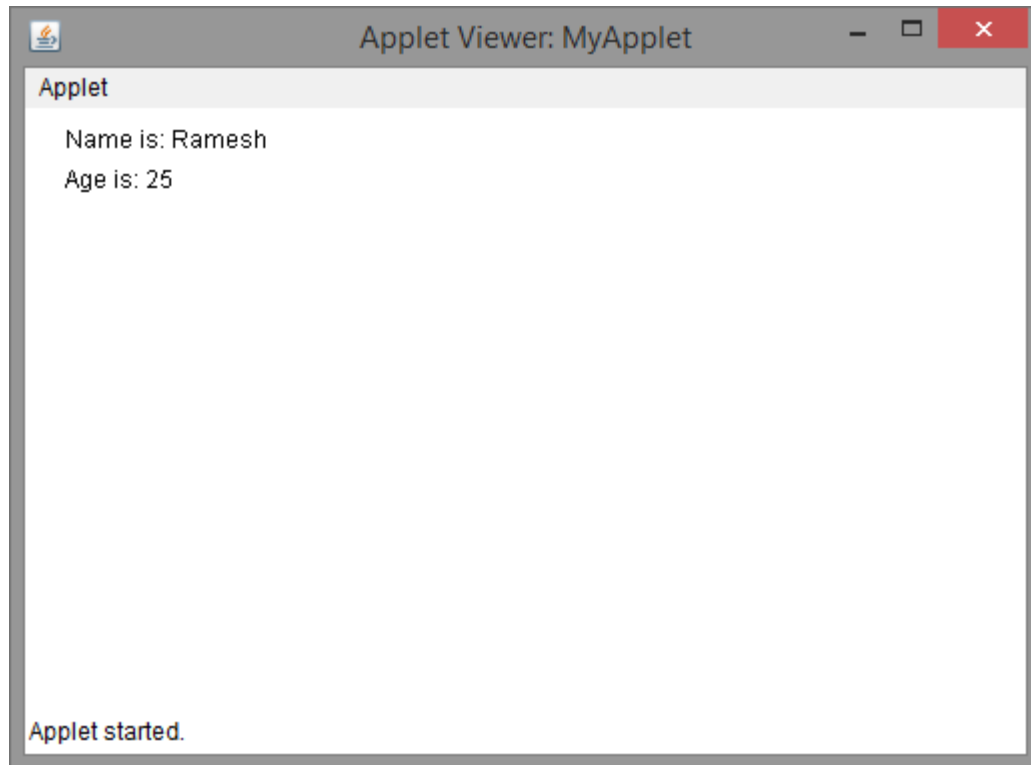 Applet Viewer: MyApplet
Applet
Name is: Ramesh
Age is: 25
Applet started.